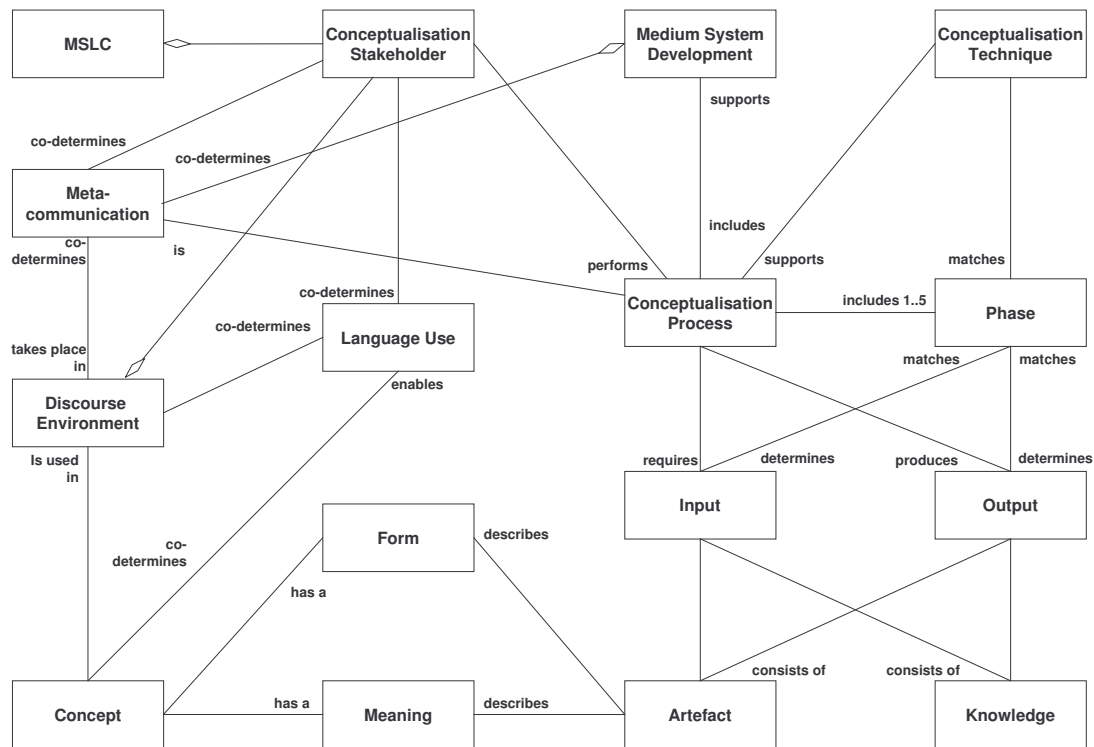 MSLC
Conceptualisation
Stakeholder
Medium System
Development
Conceptualisation
Technique
supports
co-determines
co-determines
Meta-
communication
co-
determines
is
includes
performs
supports
matches
co-determines
Conceptualisation
Process
includes 1..5
Phase
co-determines
Language Use
takes place
in
matches
matches
enables
Discourse
Environment
Is used
in
requires
determines
produces
determines
Input
Output
Form
describes
co-
determines
has a
consists of
consists of
Concept
has a
Meaning
describes
Artefact
Knowledge